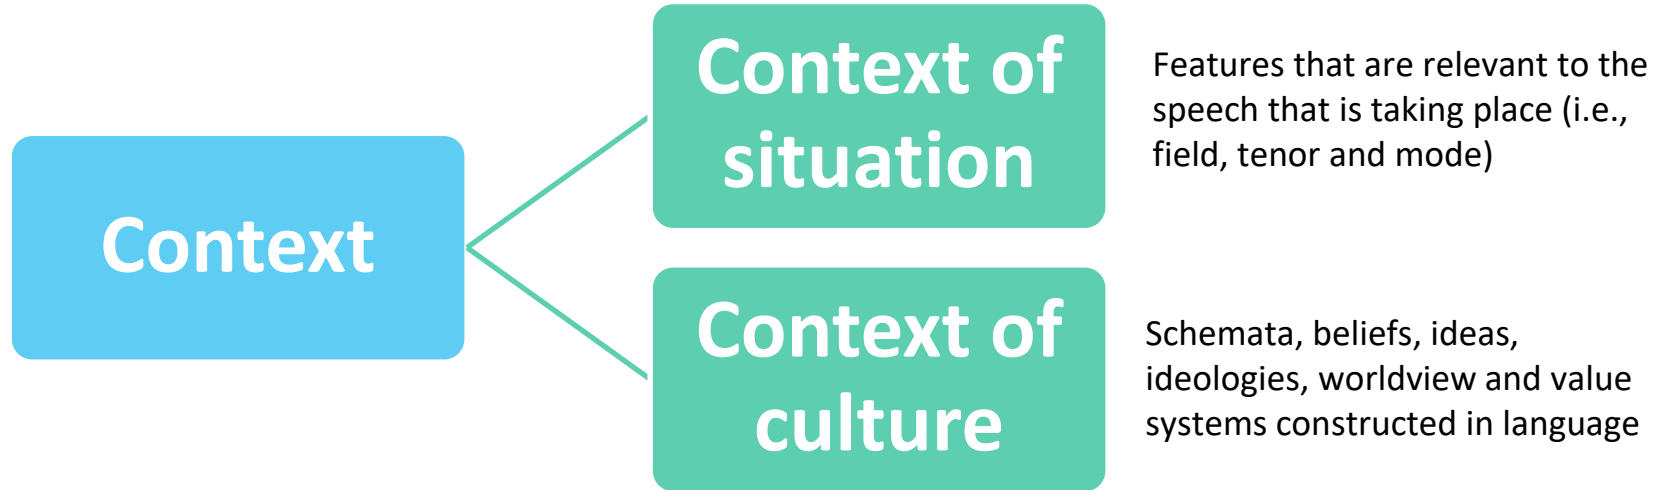 Context
Context of
situation
Features that are relevant to the
speech that is taking place (i.e.,
field, tenor and mode)
Context of
culture
Schemata, beliefs, ideas,
ideologies, worldview and value
systems constructed in language